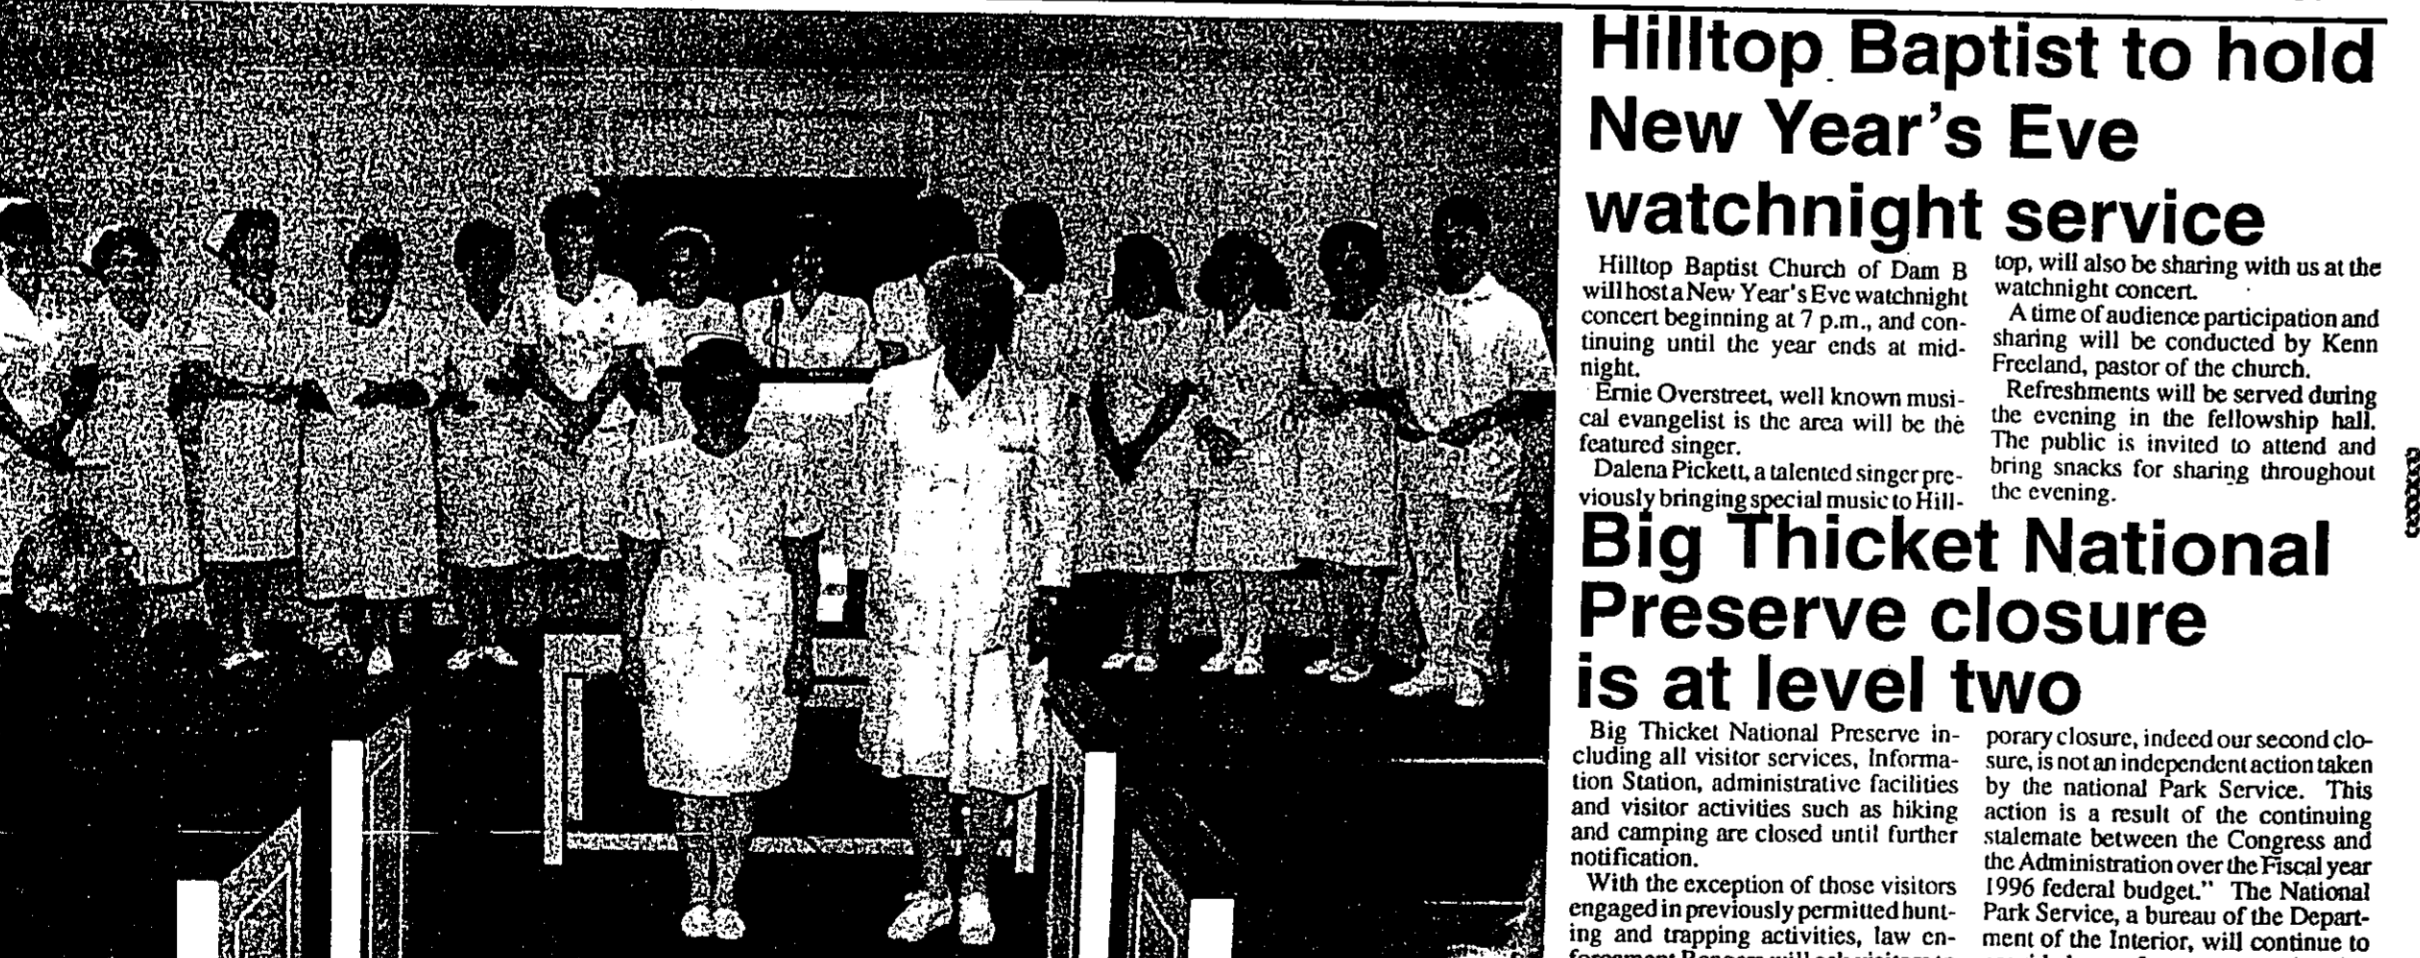 Hilltop Baptist to hold
New Year's Eve
watchnight service
Hilltop Baptist Church of Dam B
will host a New Year's Eve watchnight
concert beginning at 7 p.m., and con-
tinuing until the year ends at mid-
night.
Ernie Overstreet, well known musi-
cal evangelist is the area will be the
featured singer.
Dalena Pickett, a talented singer pre-
viously bringing special music to Hill-
top, will also be sharing with us at the
watchnight concert.
A time of audience participation and
sharing will be conducted by Kenn
Freeland, pastor of the church.
Refreshments will be served during
the evening in the fellowship hall.
The public is invited to attend and
bring snacks for sharing throughout
the evening.
Big Thicket National
Preserve closure
is at level two
Big Thicket National Preserve in-
cluding all visitor services, Informa-
tion Station, administrative facilities
and visitor activities such as hiking
and camping are closed until further
notification.
With the exception of those visitors
engaged in previously permitted hunt-
ing and trapping activities, law en-
porary closure, indeed our second clo-
sure, is not an independent action taken
by the national Park Service. This
action is a result of the continuing
stalemate between the Congress and
the Administration over the Fiscal year
1996 federal budget." The National
Park Service, a bureau of the Depart-
ment of the Interior, will continue to